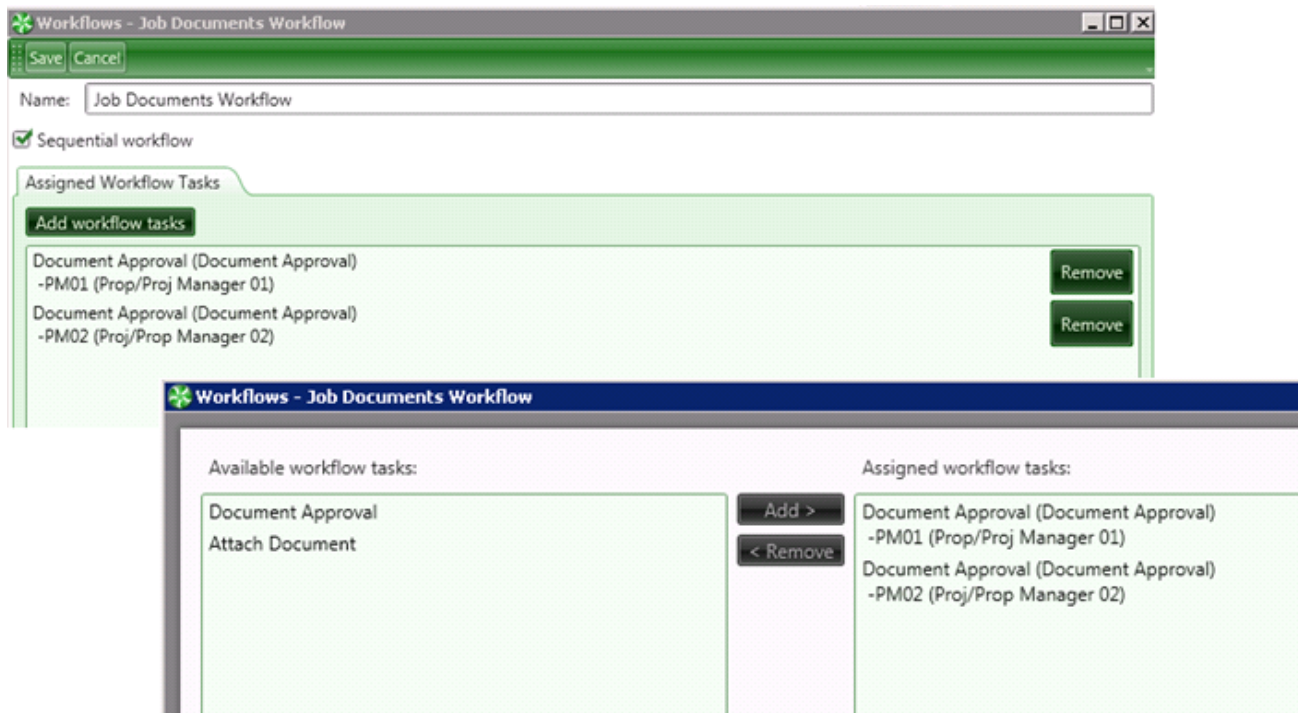 Workflows - Job Documents Workflow
Save Cancel
Name: Job Documents Workflow
Sequential workflow
Assigned Workflow Tasks
Add workflow tasks
Document Approval (Document Approval)
-PM01 (Prop/Proj Manager 01)
Remove
Document Approval (Document Approval)
-PM02 (Proj/Prop Manager 02)
Remove
Workflows - Job Documents Workflow
Available workflow tasks:
Document Approval
Attach Document
Add >
< Remove
Assigned workflow tasks:
Document Approval (Document Approval)
-PM01 (Prop/Proj Manager 01)
Document Approval (Document Approval)
-PM02 (Proj/Prop Manager 02)